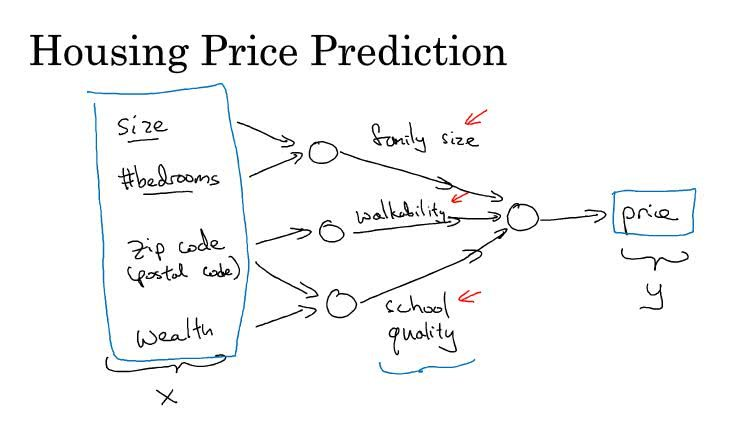 Housing Price Prediction
size
#bedrooms
zip code
(postal code)
wealth
x
family size
walkability
school
quality
price
y